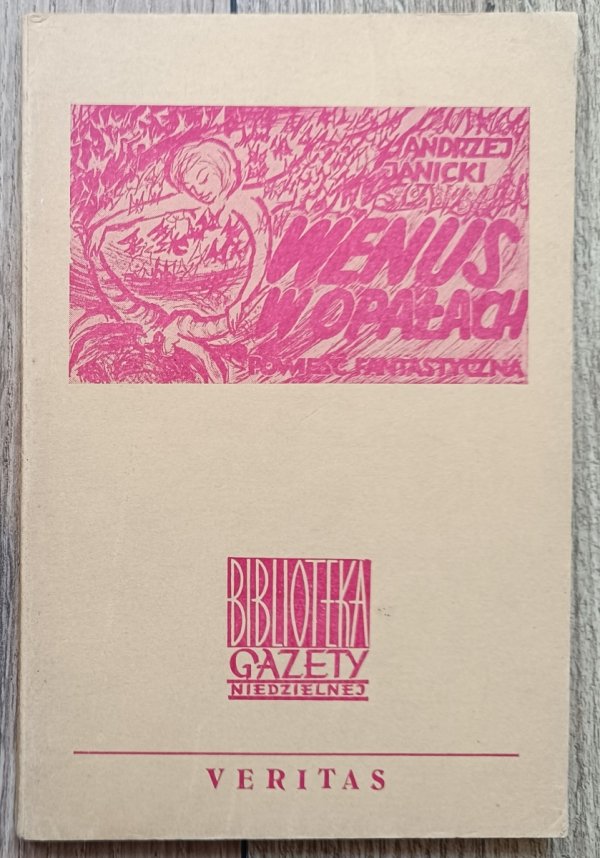 ANDRZEJ
JANICKI
WENUS
W OPAŁACH
POWIEŚĆ FANTASTYCZNA
BIBLIOTEKA
GAZETY
NIEDZIELNEJ
VERITAS